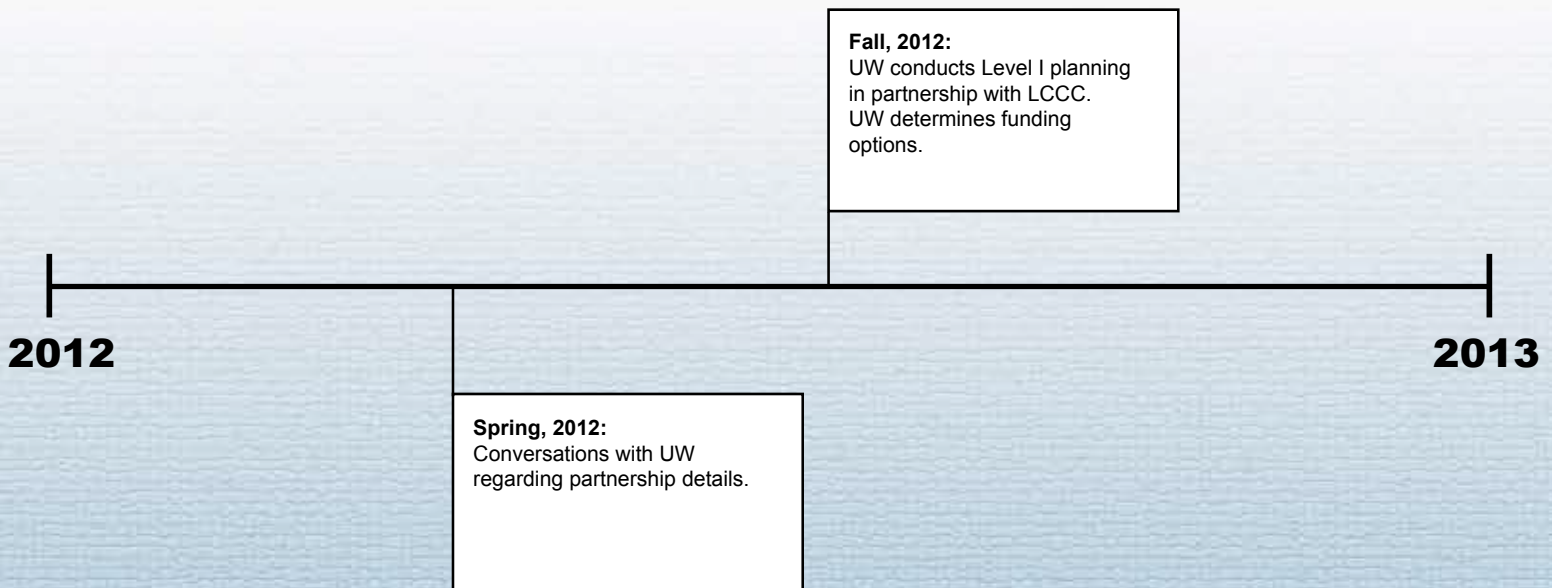 Fall, 2012:
UW conducts Level I planning
in partnership with LCCC.
UW determines funding
options.
2012
2013
Spring, 2012:
Conversations with UW
regarding partnership details.